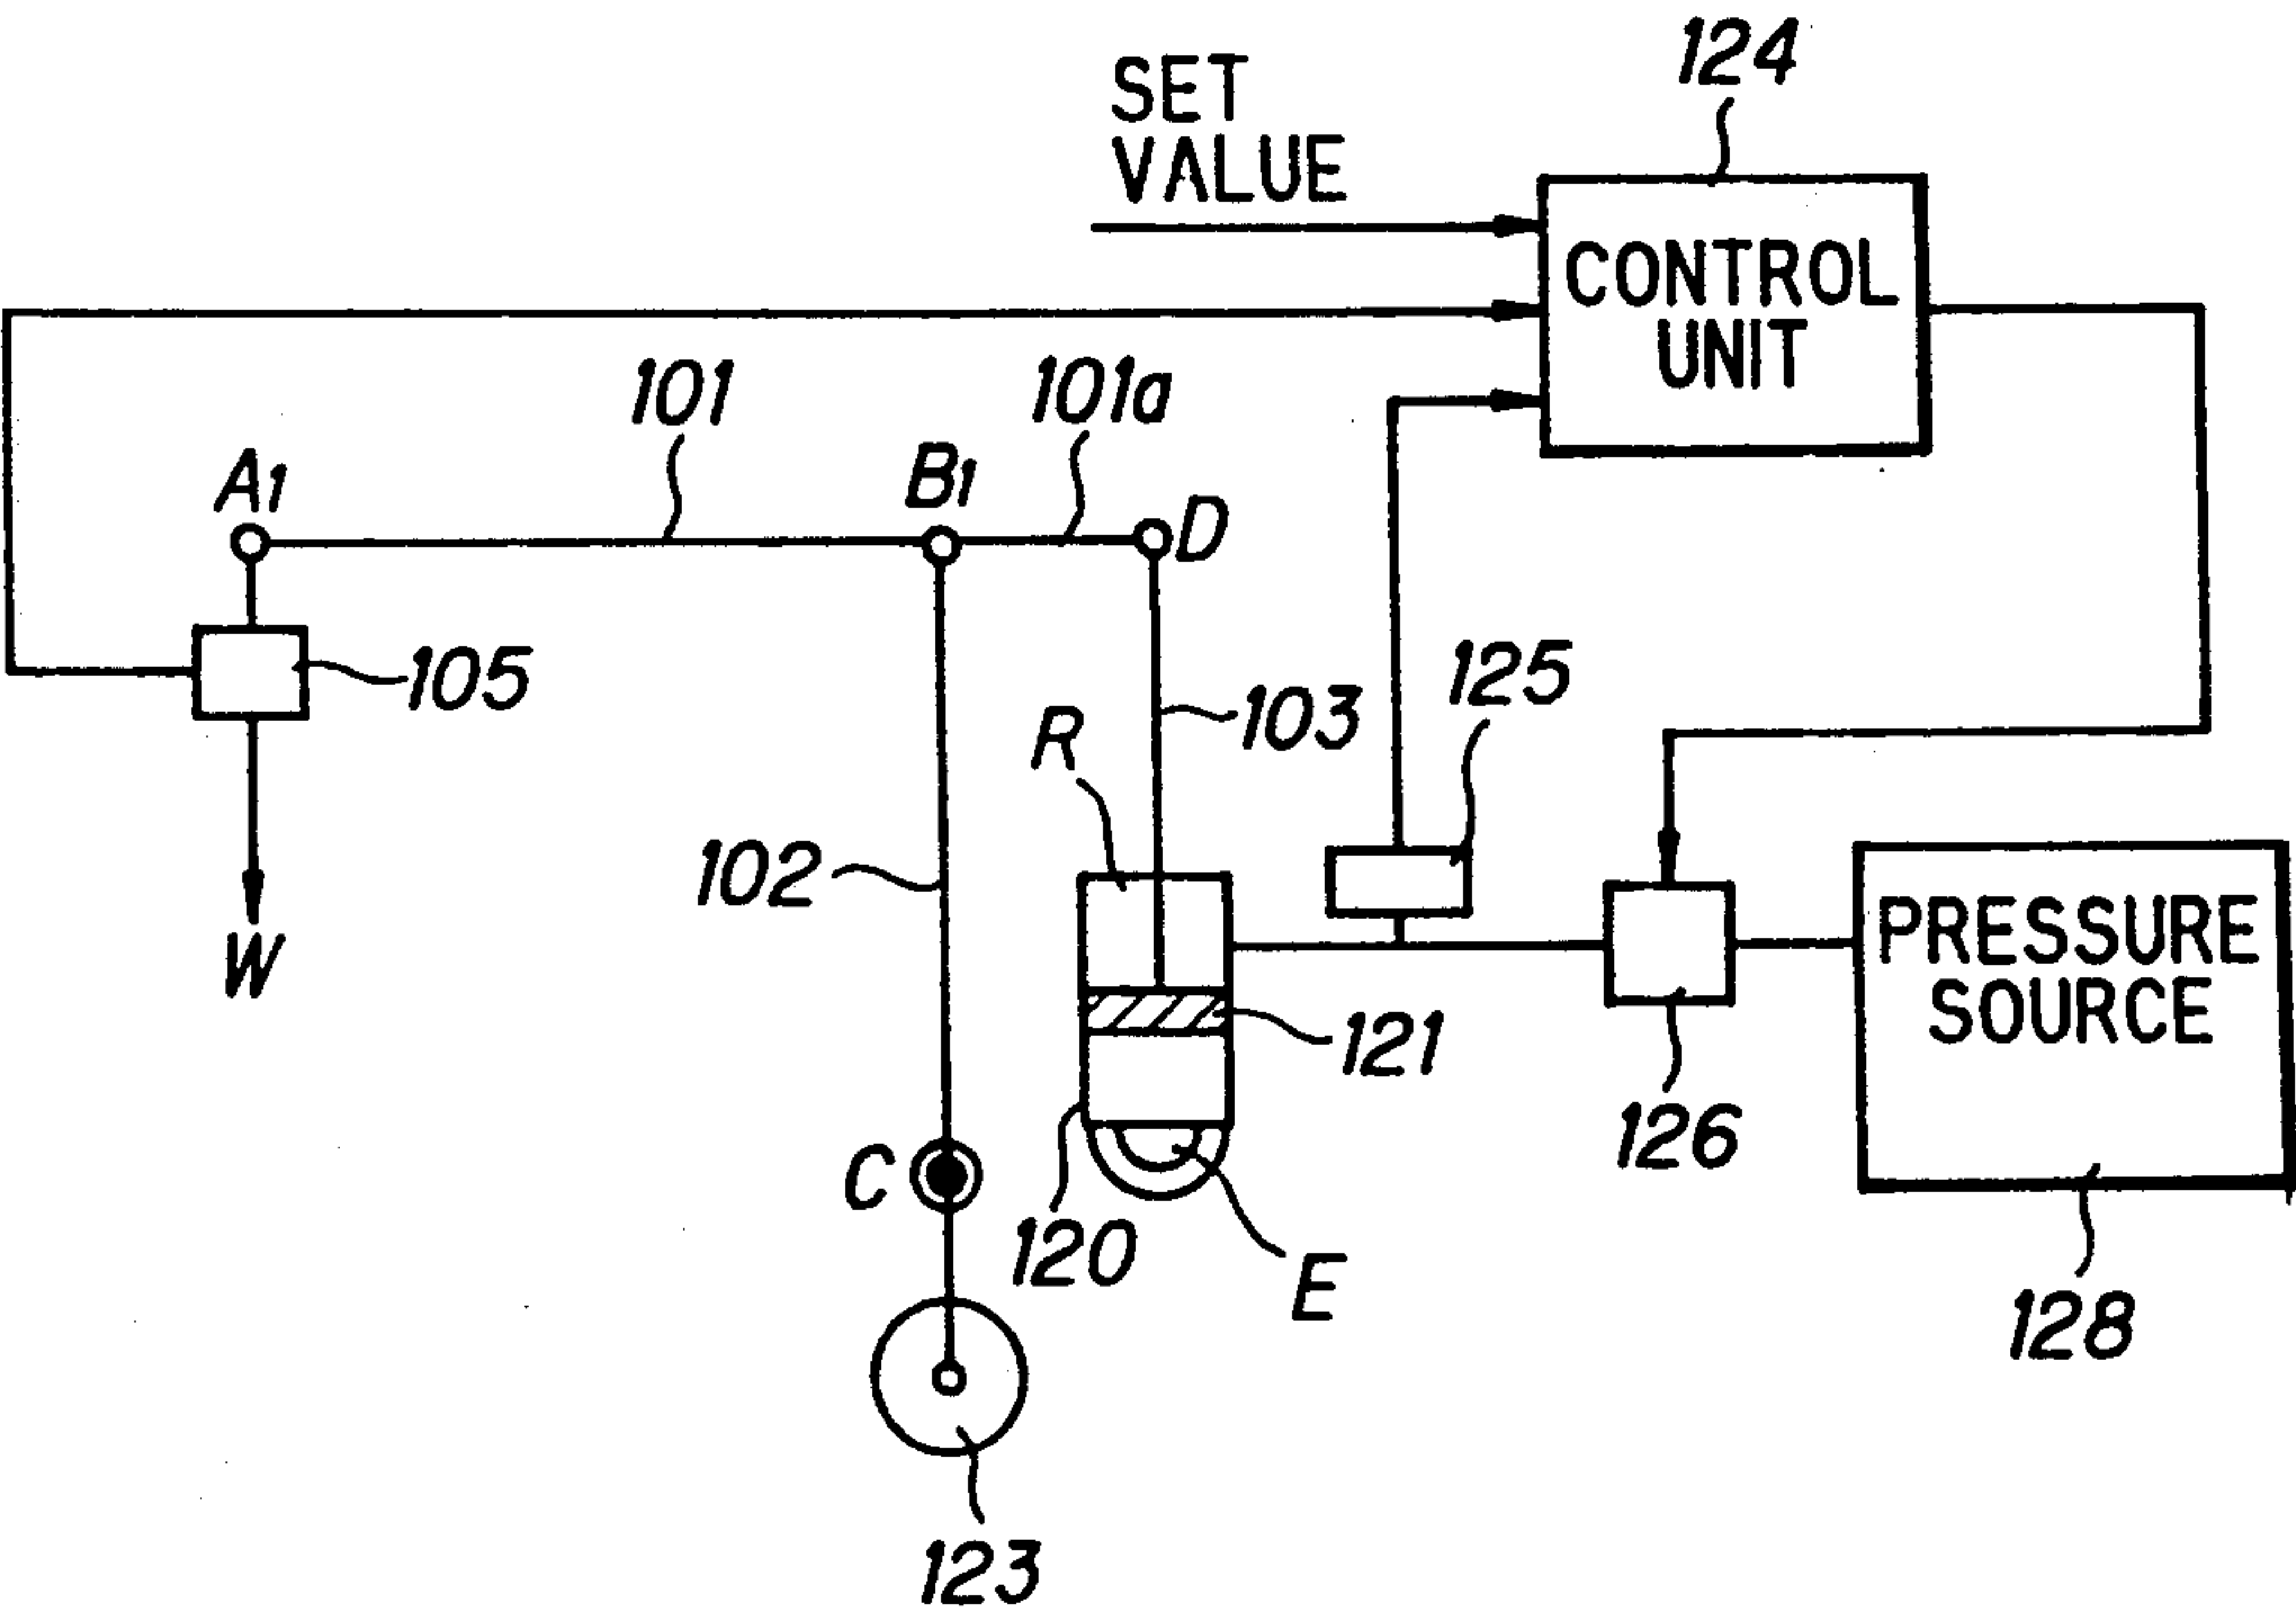 124
SET
VALUE
CONTROL
UNIT
101
101a
A1
B1
D
105
125
103
R
102
PRESSURE
SOURCE
W
121
126
C
120
E
128
123